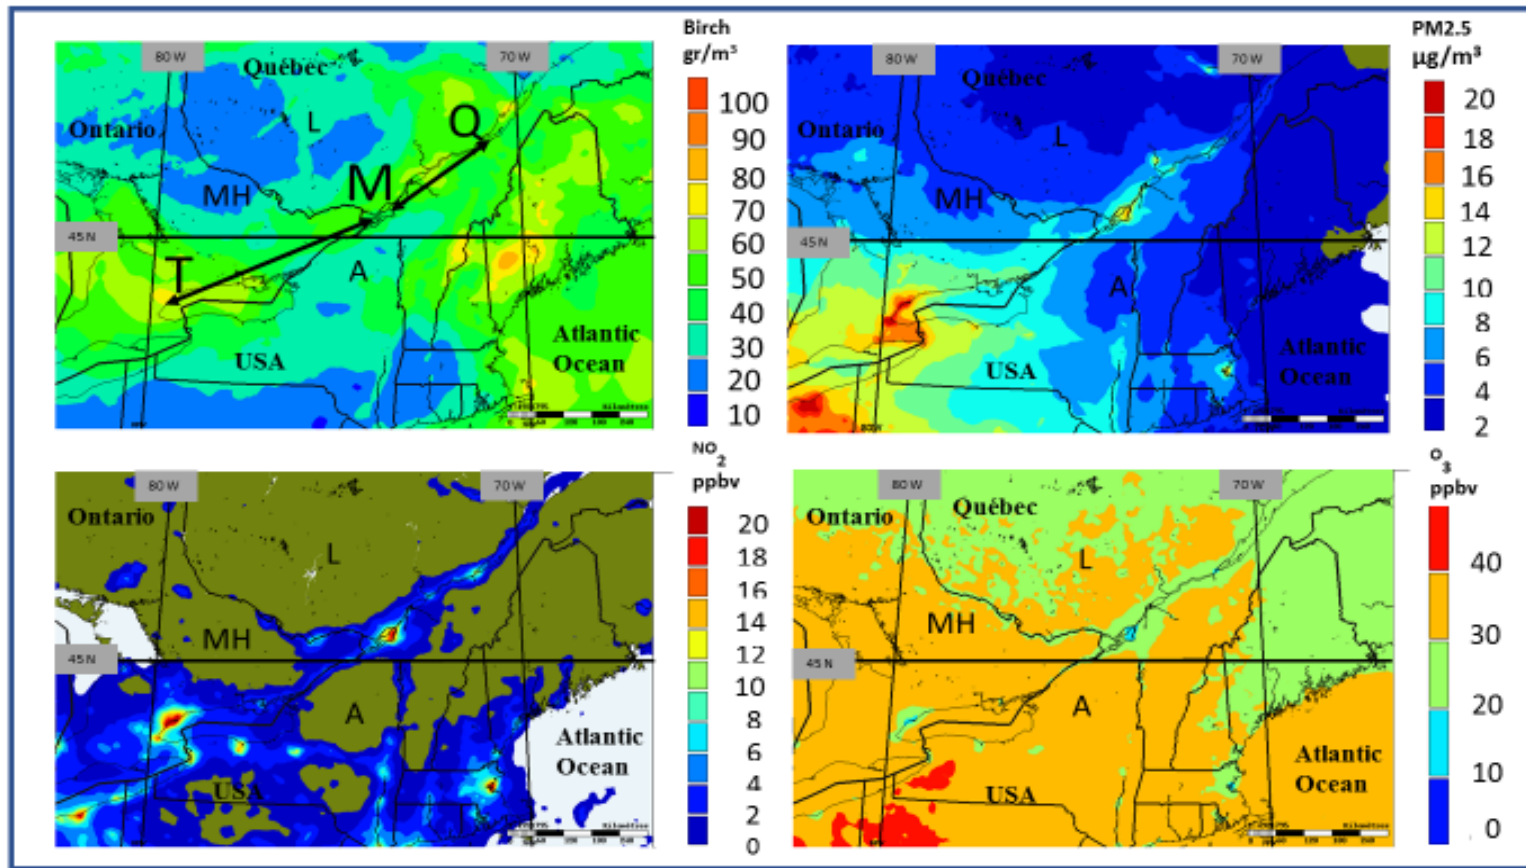 Birch
gr/m³
80 W
70 W
Québec
Ontario
L
Q
MH
M
45 N
T
A
USA
Atlantic
Ocean
100
90
80
70
60
50
40
30
20
10
PM2.5
µg/m³
80 W
70 W
Québec
Ontario
L
MH
45 N
A
USA
Atlantic
Ocean
20
18
16
14
12
10
8
6
4
2
NO2
ppbv
80 W
70 W
Ontario
L
MH
45 N
A
USA
Atlantic
Ocean
20
18
16
14
12
10
8
6
4
2
0
O3
ppbv
80 W
70 W
Ontario
Québec
L
MH
45 N
A
USA
Atlantic
Ocean
40
30
20
10
0